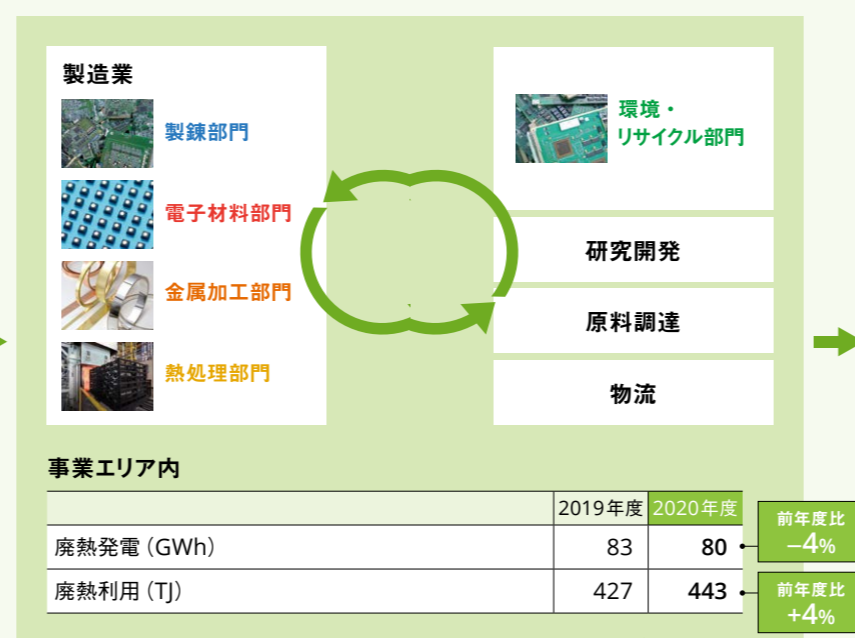 製造業
製錬部門
電子材料部門
金属加工部門
熱処理部門
環境・
リサイクル部門
研究開発
原料調達
物流
事業エリア内
2019年度 2020年度
廃熱発電（GWh） 83 80
前年度比
−4%
廃熱利用（TJ） 427 443
前年度比
+4%